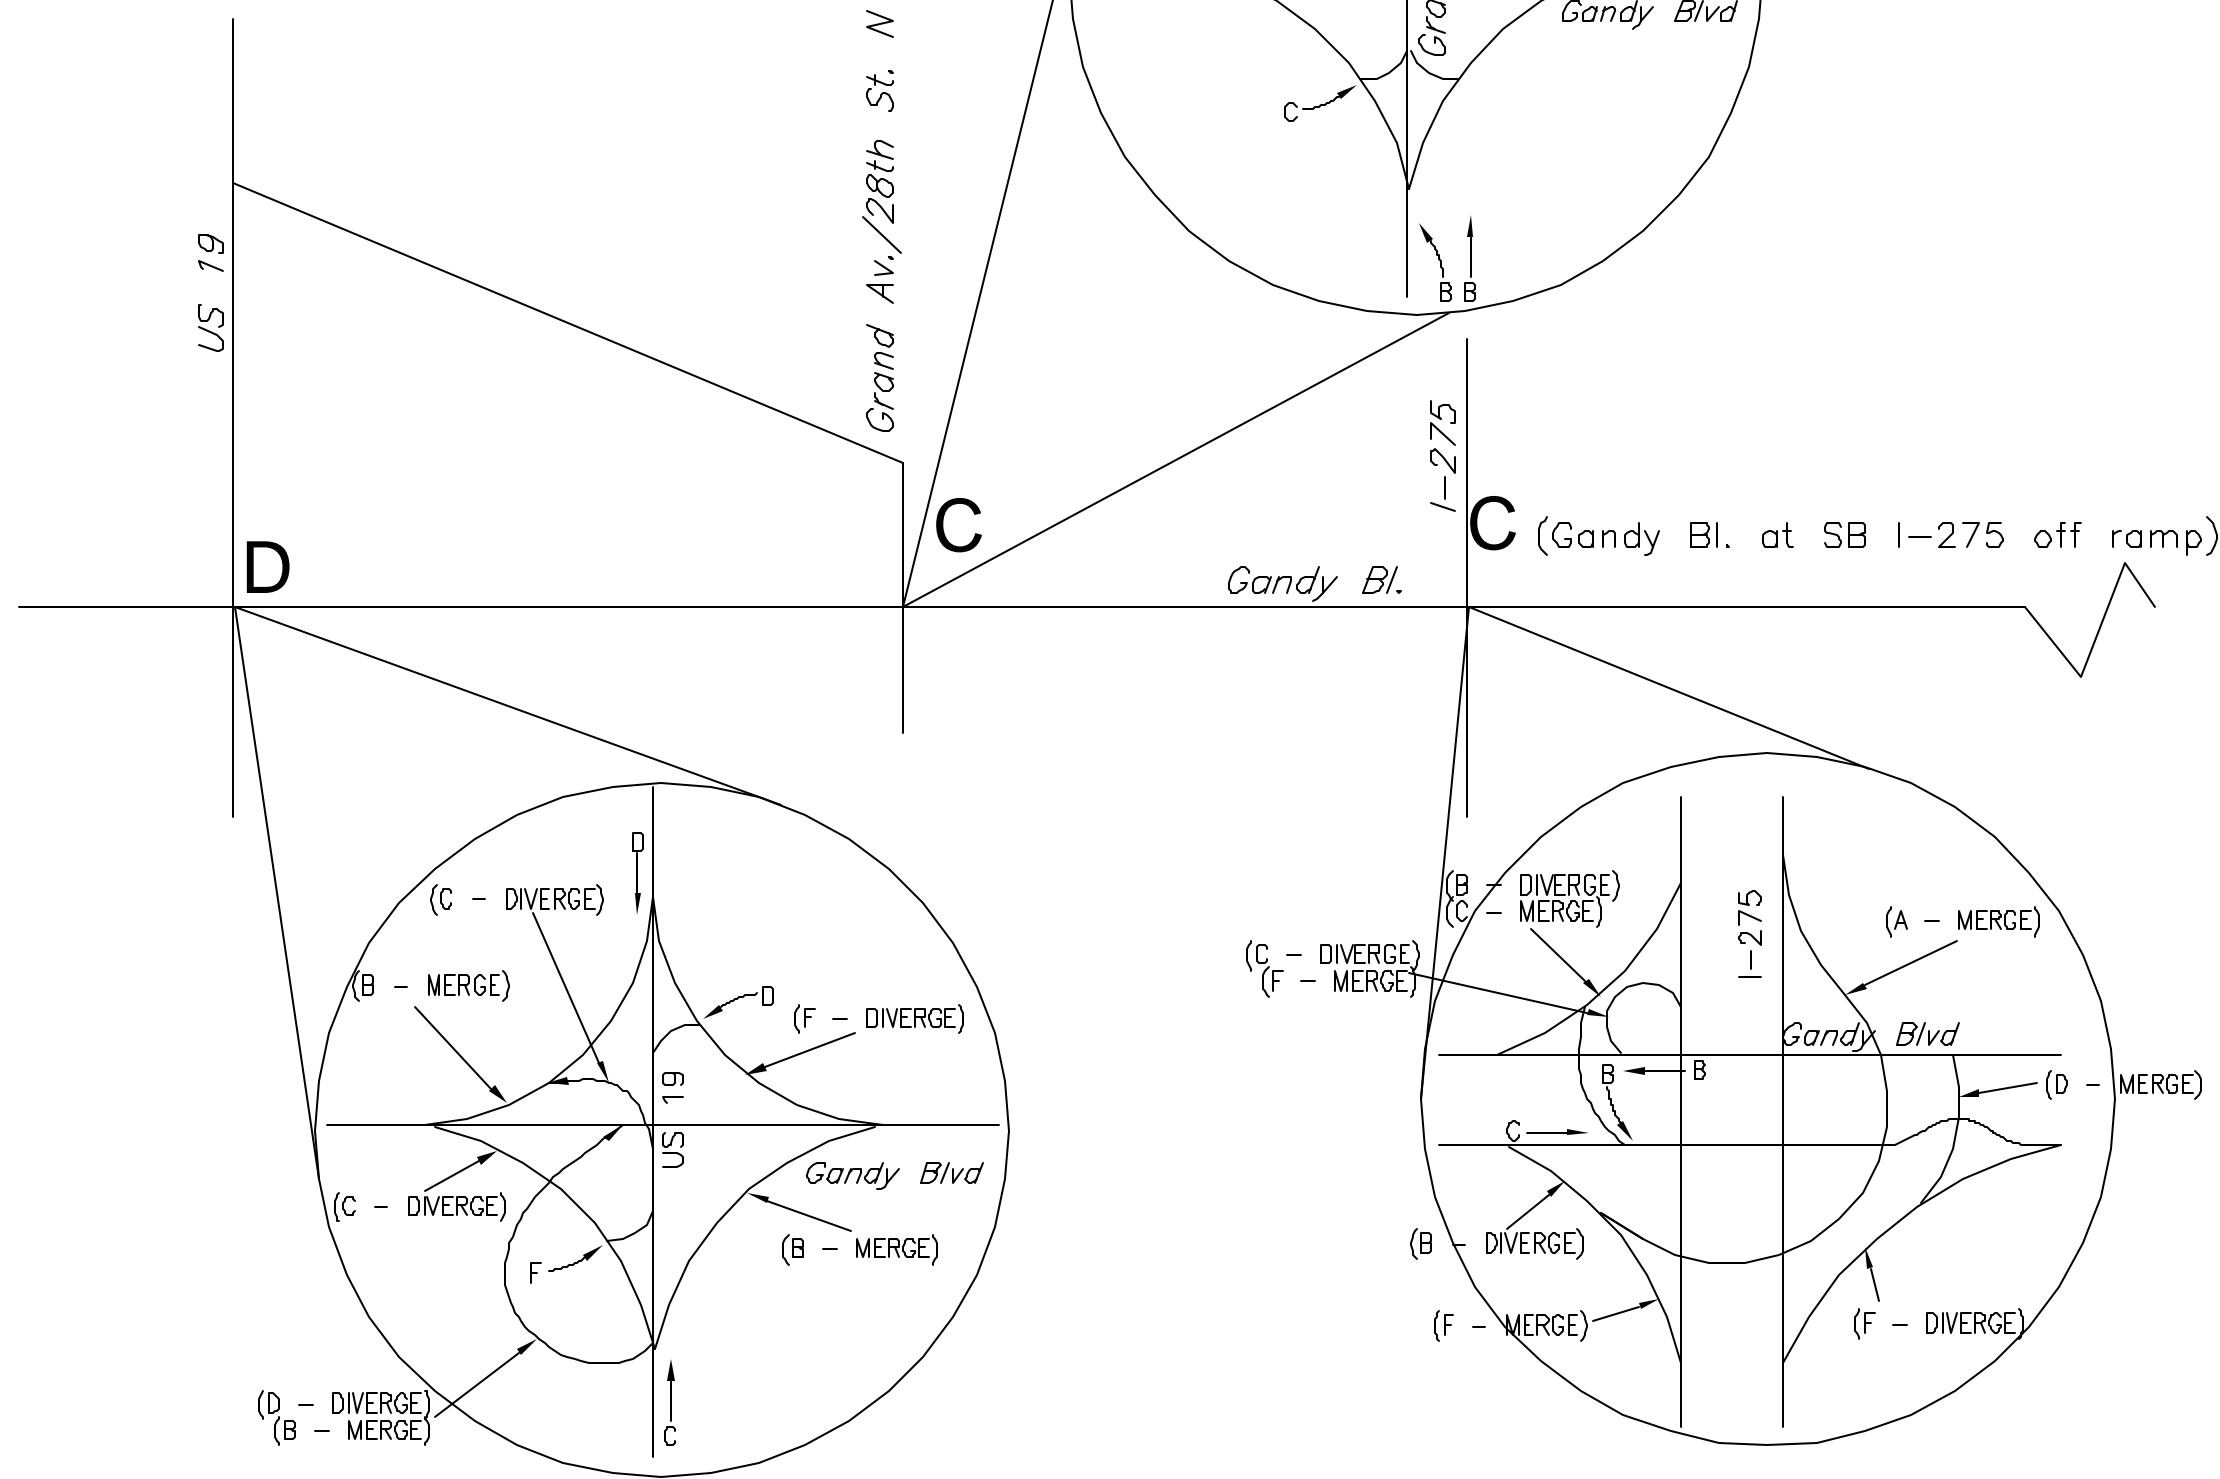 Gandy Blvd
Gra
C
B B
US 19
Grand Av./28th St. N
I-275
D
C
C (Gandy Bl. at SB I-275 off ramp)
Gandy Bl.
D
(C - DIVERGE)
(B - MERGE)
D
(F - DIVERGE)
US 19
Gandy Blvd
(C - DIVERGE)
(B - MERGE)
F
(D - DIVERGE)
(B - MERGE)
C
(B - DIVERGE)
(C - MERGE)
(C - DIVERGE)
(F - MERGE)
I-275
(A - MERGE)
Gandy Blvd
B
B
(D - MERGE)
C
(B - DIVERGE)
(F - MERGE)
(F - DIVERGE)